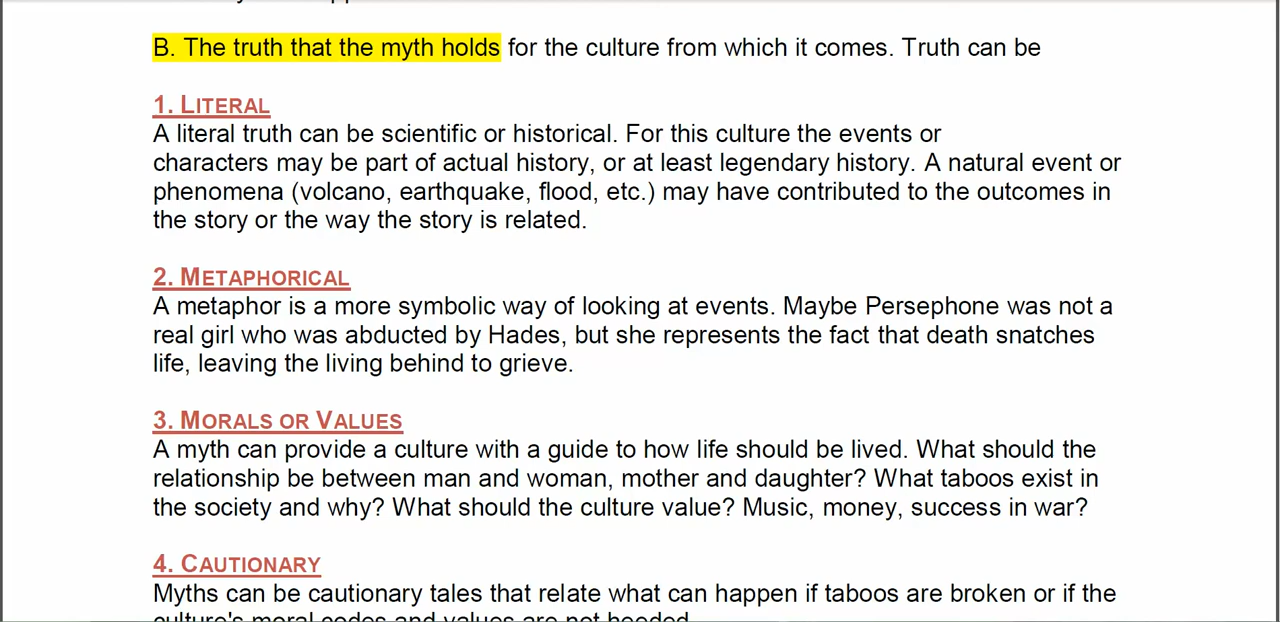 B. The truth that the myth holds for the culture from which it comes. Truth can be
1. LITERAL
A literal truth can be scientific or historical. For this culture the events or
characters may be part of actual history, or at least legendary history. A natural event or
phenomena (volcano, earthquake, flood, etc.) may have contributed to the outcomes in
the story or the way the story is related.
2. METAPHORICAL
A metaphor is a more symbolic way of looking at events. Maybe Persephone was not a
real girl who was abducted by Hades, but she represents the fact that death snatches
life, leaving the living behind to grieve.
3. MORALS OR VALUES
A myth can provide a culture with a guide to how life should be lived. What should the
relationship be between man and woman, mother and daughter? What taboos exist in
the society and why? What should the culture value? Music, money, success in war?
4. CAUTIONARY
Myths can be cautionary tales that relate what can happen if taboos are broken or if the
culture's moral codes and values are not heeded